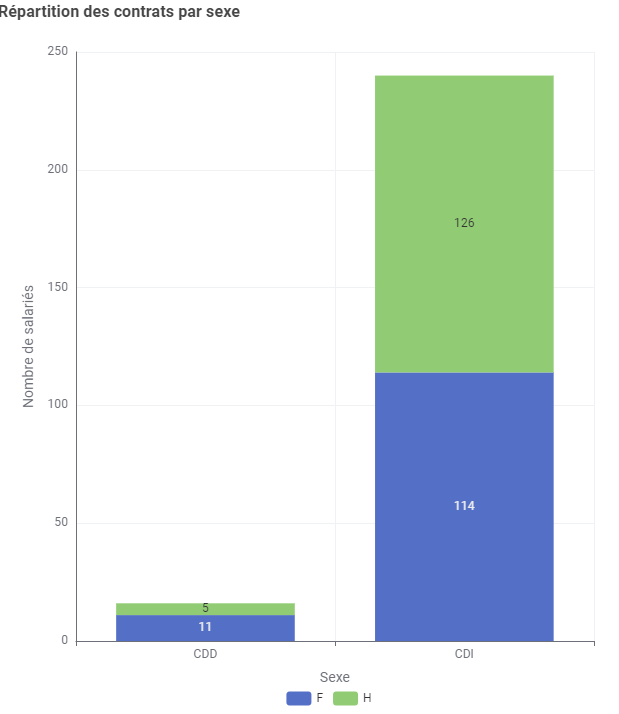 Répartition des contrats par sexe
250
200
150
100
50
0
Nombre de salariés
126
114
5
11
CDD
CDI
Sexe
F
H